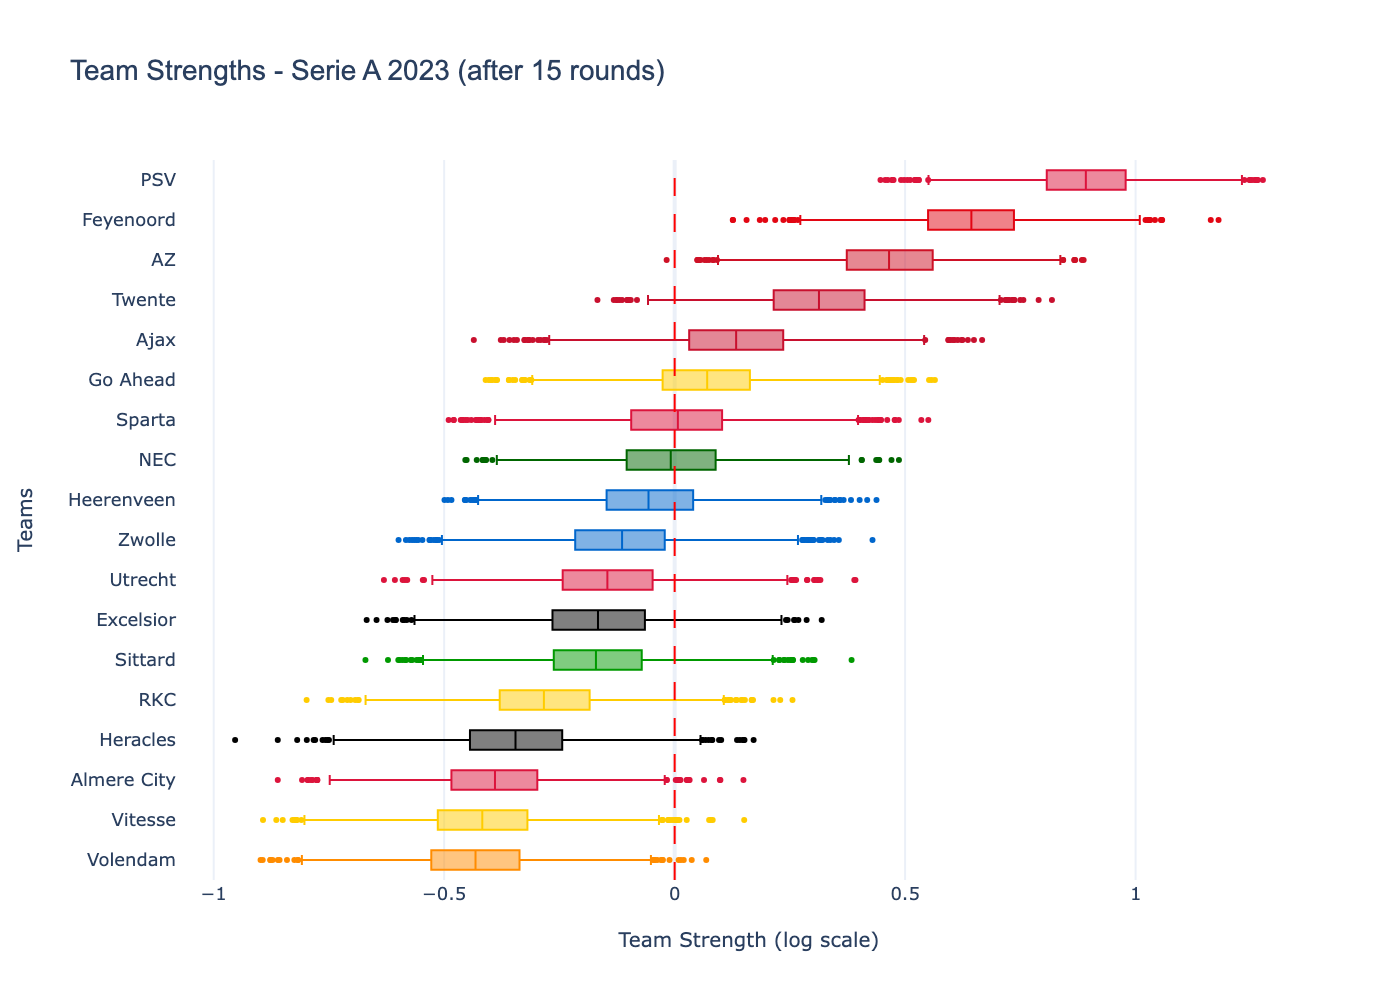 Team Strengths - Serie A 2023 (after 15 rounds)
PSV
Feyenoord
AZ
Twente
Ajax
Go Ahead
Sparta
NEC
Heerenveen
Zwolle
Utrecht
Excelsior
Sittard
RKC
Heracles
Almere City
Vitesse
Volendam
Teams
−1
−0.5
0
0.5
1
Team Strength (log scale)